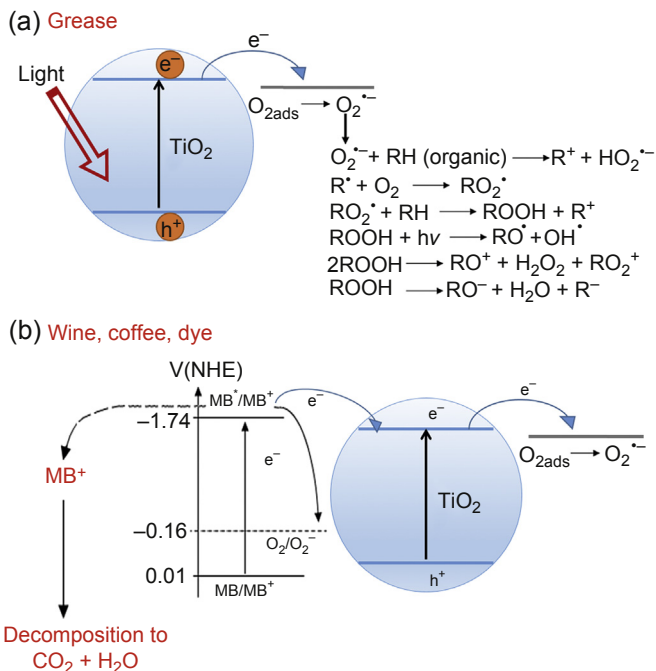 (a) Grease
e⁻
e⁻
Light
O₂ads → O₂•⁻
TiO₂
O₂•⁻ + RH (organic) → R⁺ + HO₂•⁻
R• + O₂ → RO₂•
RO₂• + RH → ROOH + R⁺
h⁺
ROOH + hν → RO• + OH•
2ROOH → RO⁺ + H₂O₂ + RO₂⁺
ROOH → RO⁻ + H₂O + R⁻
(b) Wine, coffee, dye
V(NHE)
MB*/MB⁺
e⁻
e⁻
e⁻
−1.74
e⁻
O₂ads → O₂•⁻
MB⁺
TiO₂
−0.16
O₂/O₂⁻
0.01
h⁺
MB/MB⁺
Decomposition to
CO₂ + H₂O